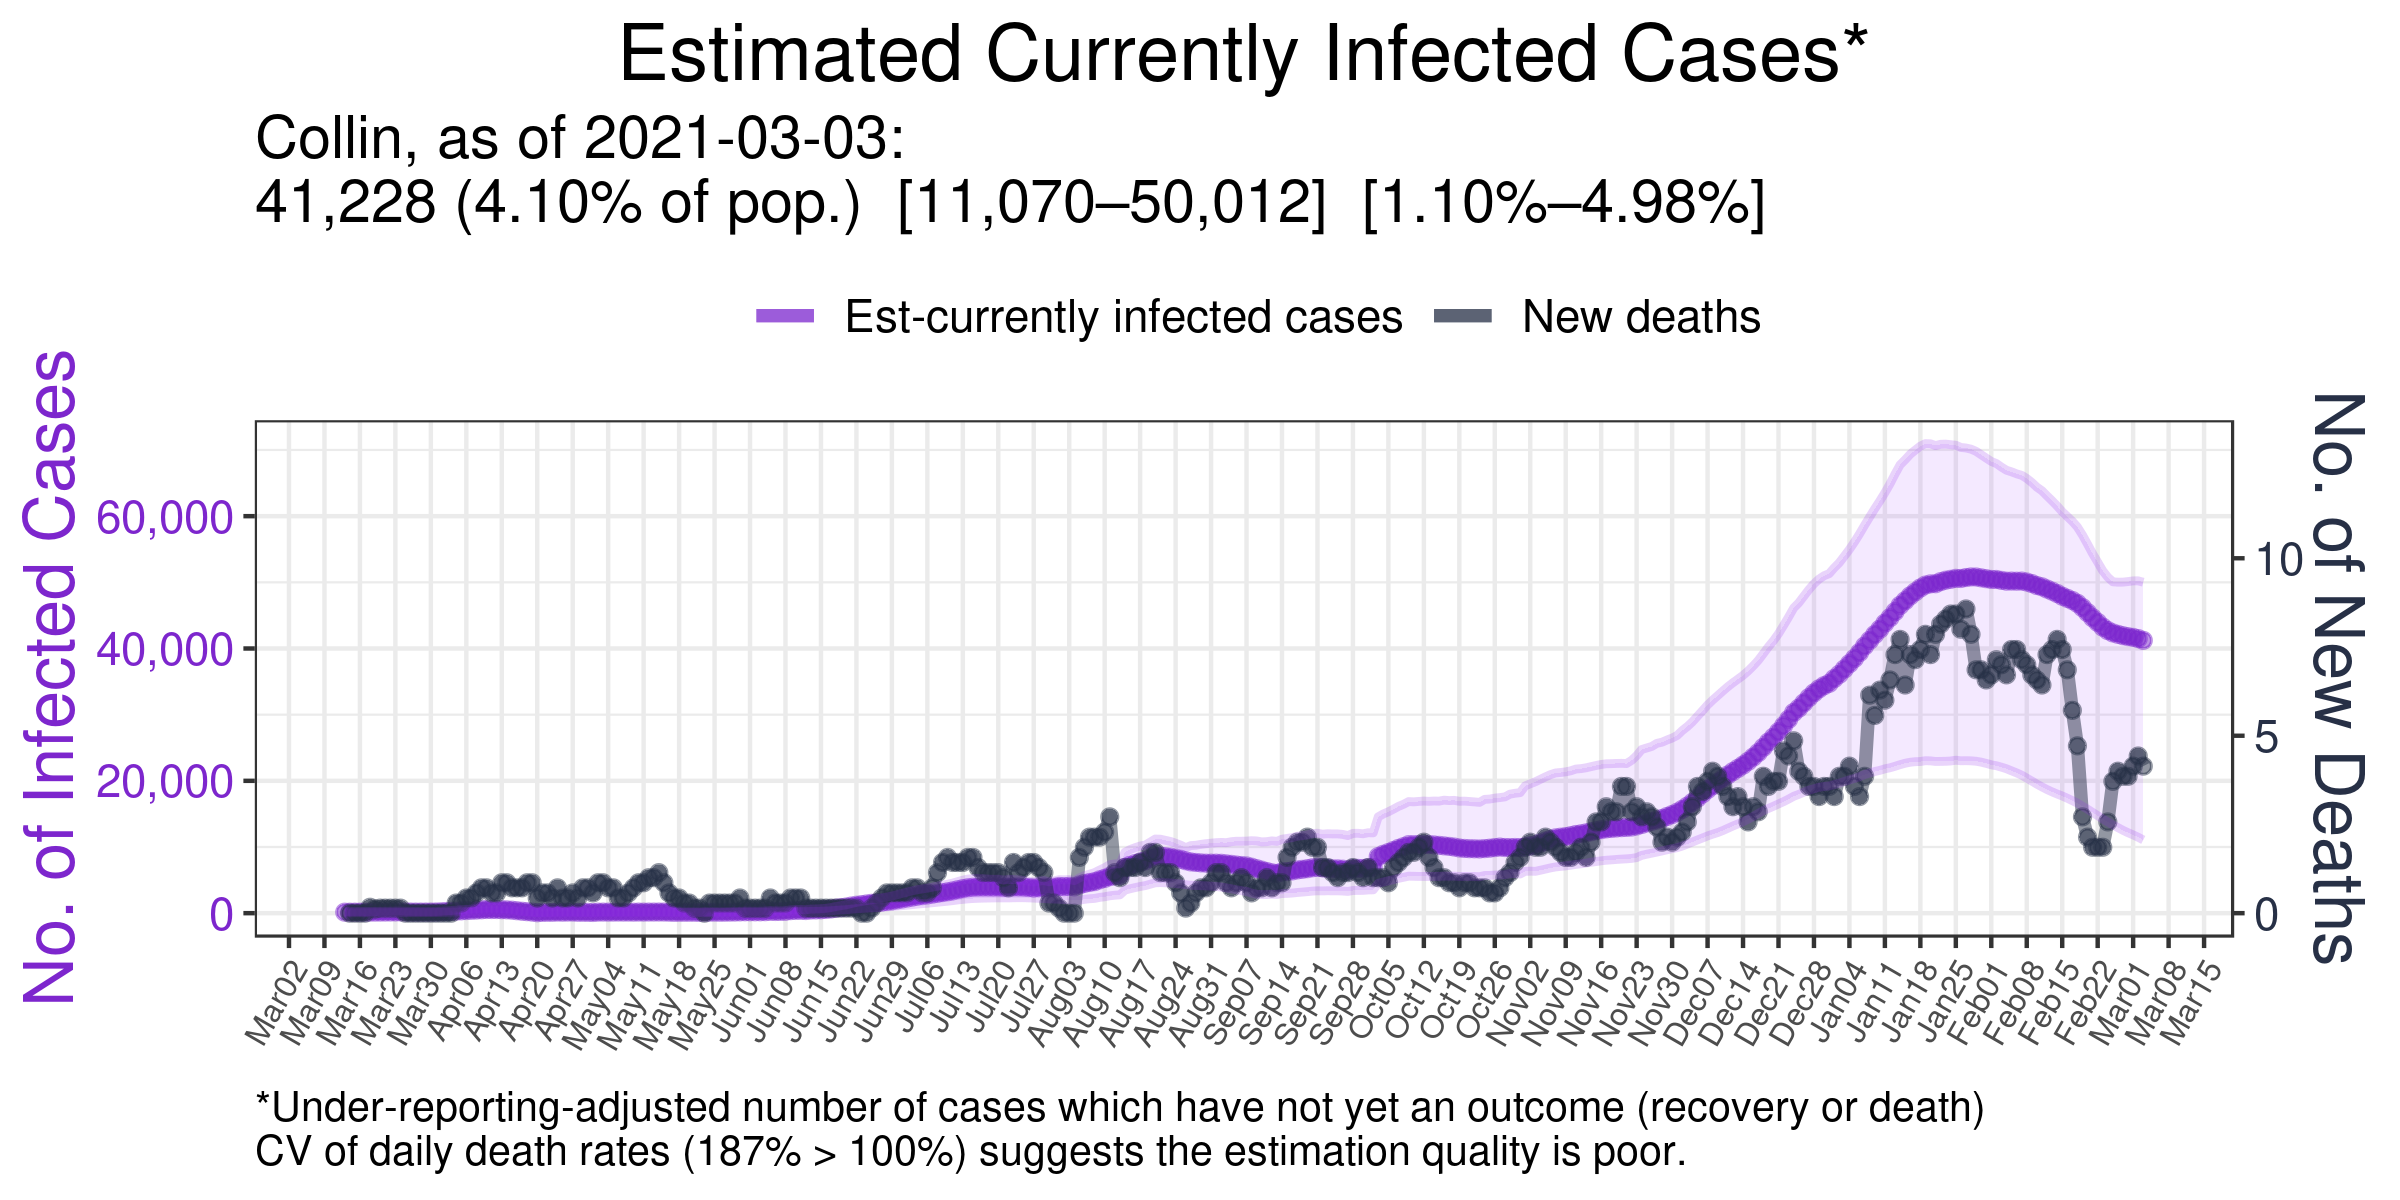 Estimated Currently Infected Cases*
Collin, as of 2021-03-03:
41,228 (4.10% of pop.)  [11,070–50,012]  [1.10%–4.98%]
Est-currently infected cases
New deaths
No. of Infected Cases
60,000
40,000
20,000
0
10
5
0
No. of New Deaths
Mar02
Mar09
Mar16
Mar23
Mar30
Apr06
Apr13
Apr20
Apr27
May04
May11
May18
May25
Jun01
Jun08
Jun15
Jun22
Jun29
Jul06
Jul13
Jul20
Jul27
Aug03
Aug10
Aug17
Aug24
Aug31
Sep07
Sep14
Sep21
Sep28
Oct05
Oct12
Oct19
Oct26
Nov02
Nov09
Nov16
Nov23
Nov30
Dec07
Dec14
Dec21
Dec28
Jan04
Jan11
Jan18
Jan25
Feb01
Feb08
Feb15
Feb22
Mar01
Mar08
Mar15
*Under-reporting-adjusted number of cases which have not yet an outcome (recovery or death)
CV of daily death rates (187% > 100%) suggests the estimation quality is poor.